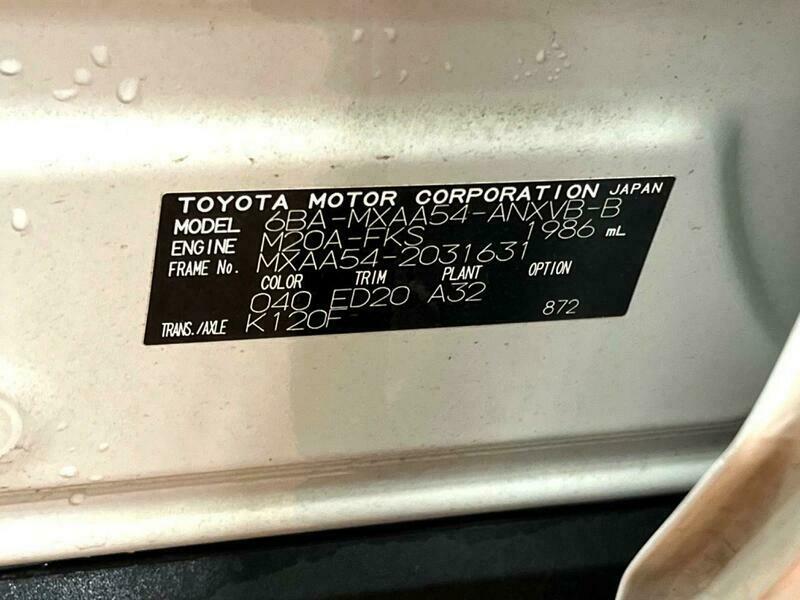 TOYOTA MOTOR CORPORATION JAPAN
MODEL 6BA-MXAA54-ANXVB-B
ENGINE M20A-FKS 1986 mL
FRAME No. MXAA54-2031631
COLOR TRIM PLANT OPTION
040 ED20 A32
TRANS./AXLE K120F 872